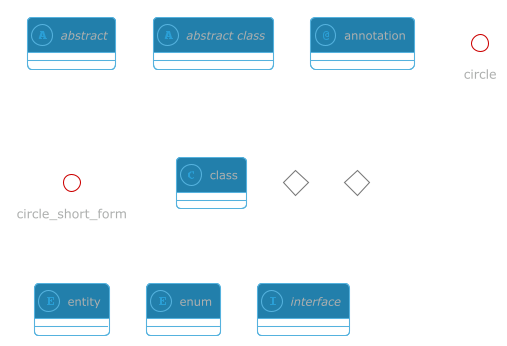 A abstract
A abstract class
@ annotation
circle
circle_short_form
C class
E entity
E enum
I interface